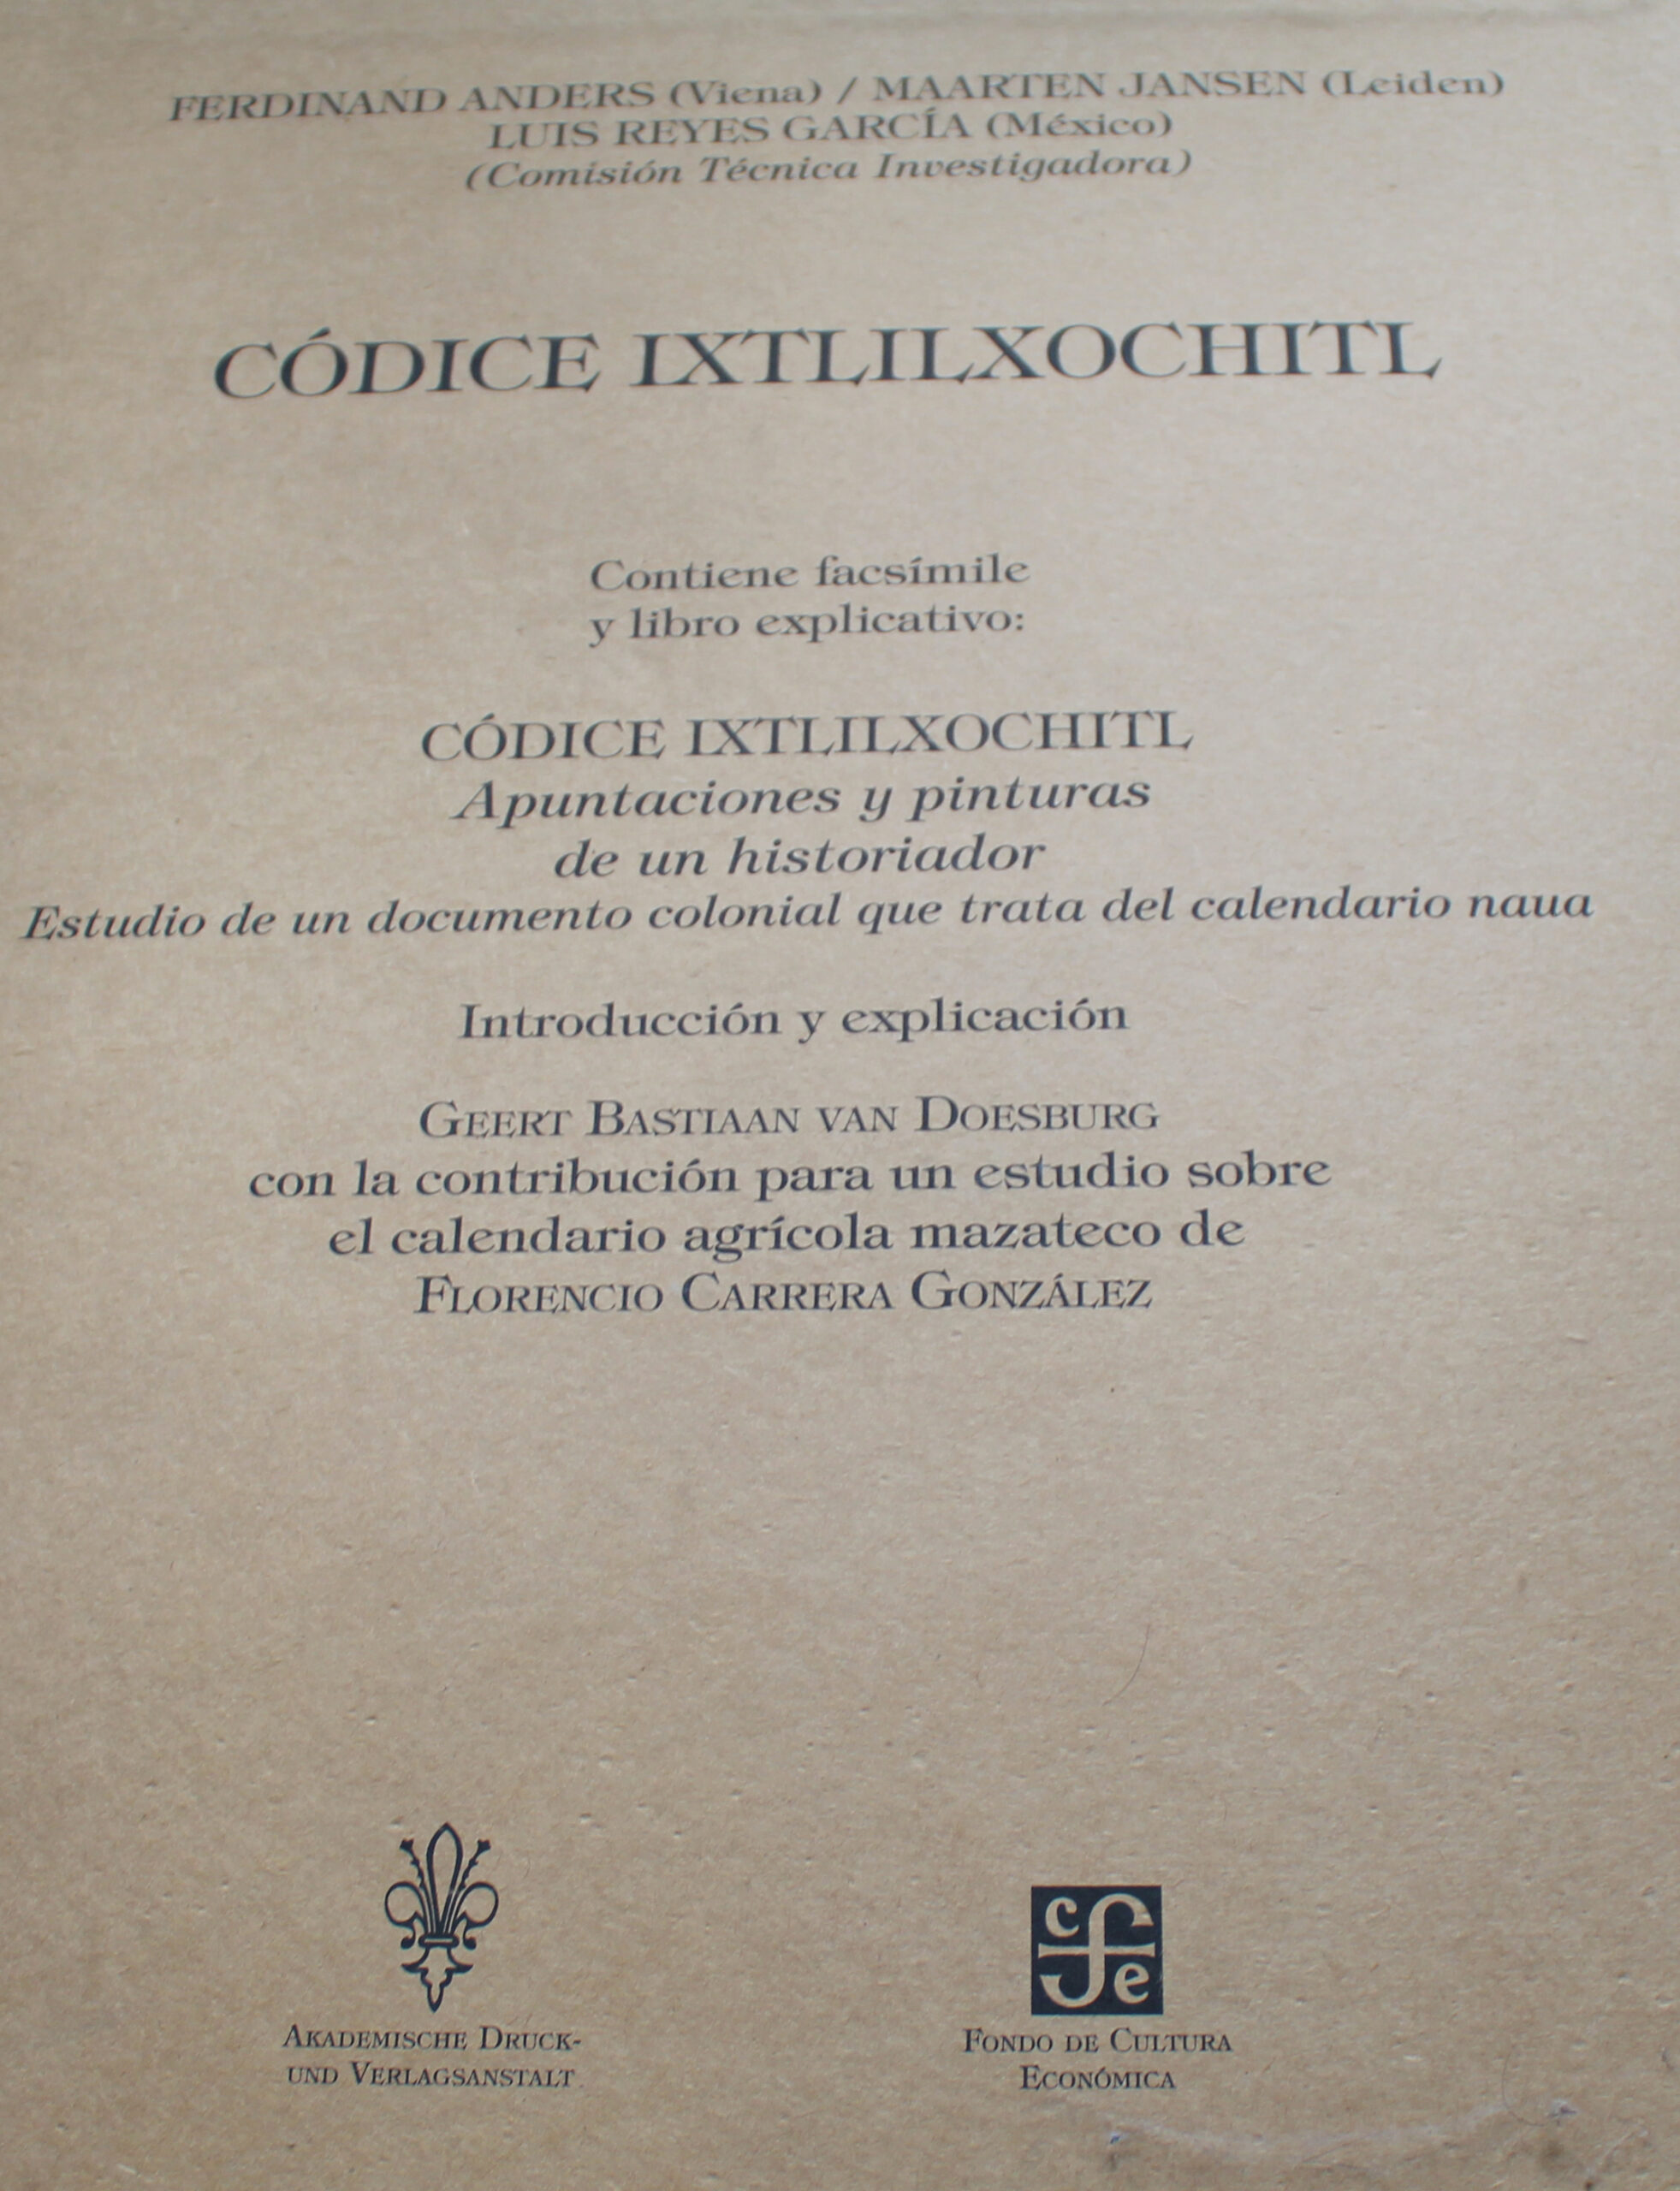 FERDINAND ANDERS (Viena) / MAARTEN JANSEN (Leiden)
LUIS REYES GARCÍA (México)
(Comisión Técnica Investigadora)
CÓDICE IXTLILXOCHITL
Contiene facsímile
y libro explicativo:
CÓDICE IXTLILXOCHITL
Apuntaciones y pinturas
de un historiador
Estudio de un documento colonial que trata del calendario naua
Introducción y explicación
GEERT BASTIAAN VAN DOESBURG
con la contribución para un estudio sobre
el calendario agrícola mazateco de
FLORENCIO CARRERA GONZÁLEZ
AKADEMISCHE DRUCK-
UND VERLAGSANSTALT
cfe
FONDO DE CULTURA
ECONÓMICA